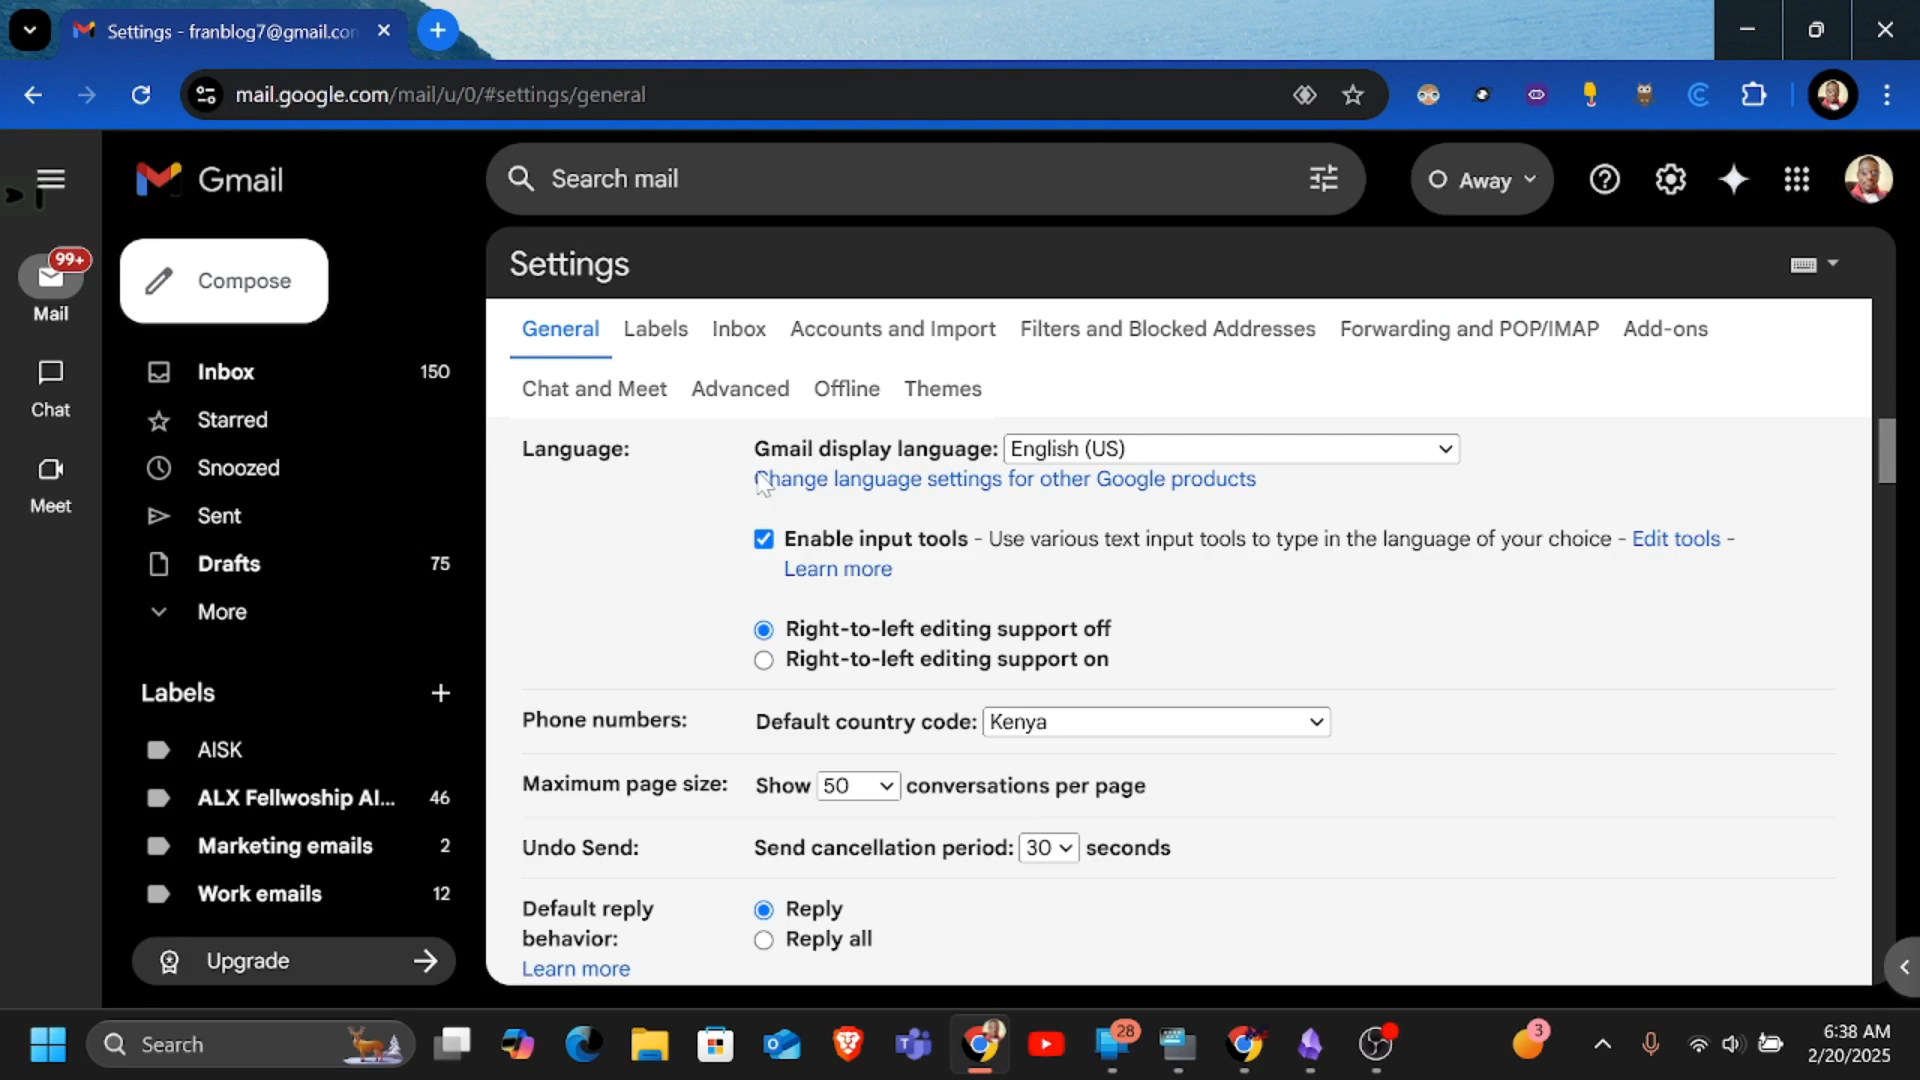 Settings - franblog7@gmail.com
mail.google.com/mail/u/0/#settings/general
Gmail
Search mail
Away
99+
Mail
Chat
Meet
Compose
Inbox 150
Starred
Snoozed
Sent
Drafts 75
More
Labels
AISK
ALX Fellwoship AI... 46
Marketing emails 2
Work emails 12
Upgrade
Settings
General Labels Inbox Accounts and Import Filters and Blocked Addresses Forwarding and POP/IMAP Add-ons
Chat and Meet Advanced Offline Themes
Language: Gmail display language: English (US)
Change language settings for other Google products
Enable input tools - Use various text input tools to type in the language of your choice - Edit tools -
Learn more
Right-to-left editing support off
Right-to-left editing support on
Phone numbers: Default country code: Kenya
Maximum page size: Show 50 conversations per page
Undo Send: Send cancellation period: 30 seconds
Default reply
behavior:
Learn more
Reply
Reply all
Search
28
3
6:38 AM
2/20/2025